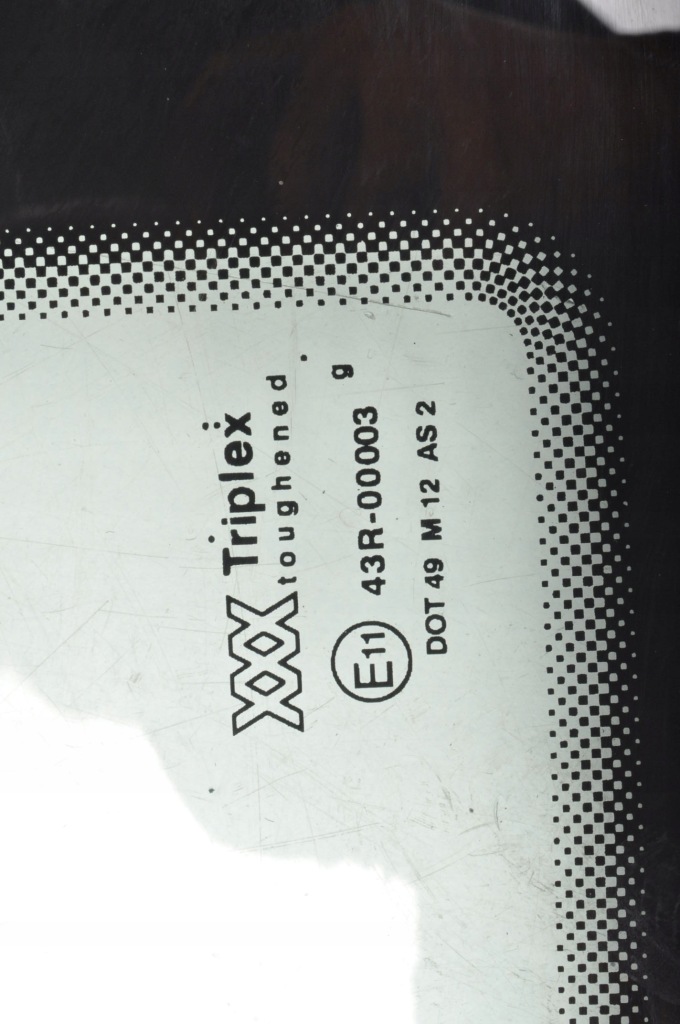 XXX Triplex
toughened
E11 43R-00003 g
DOT 49 M 12 AS 2